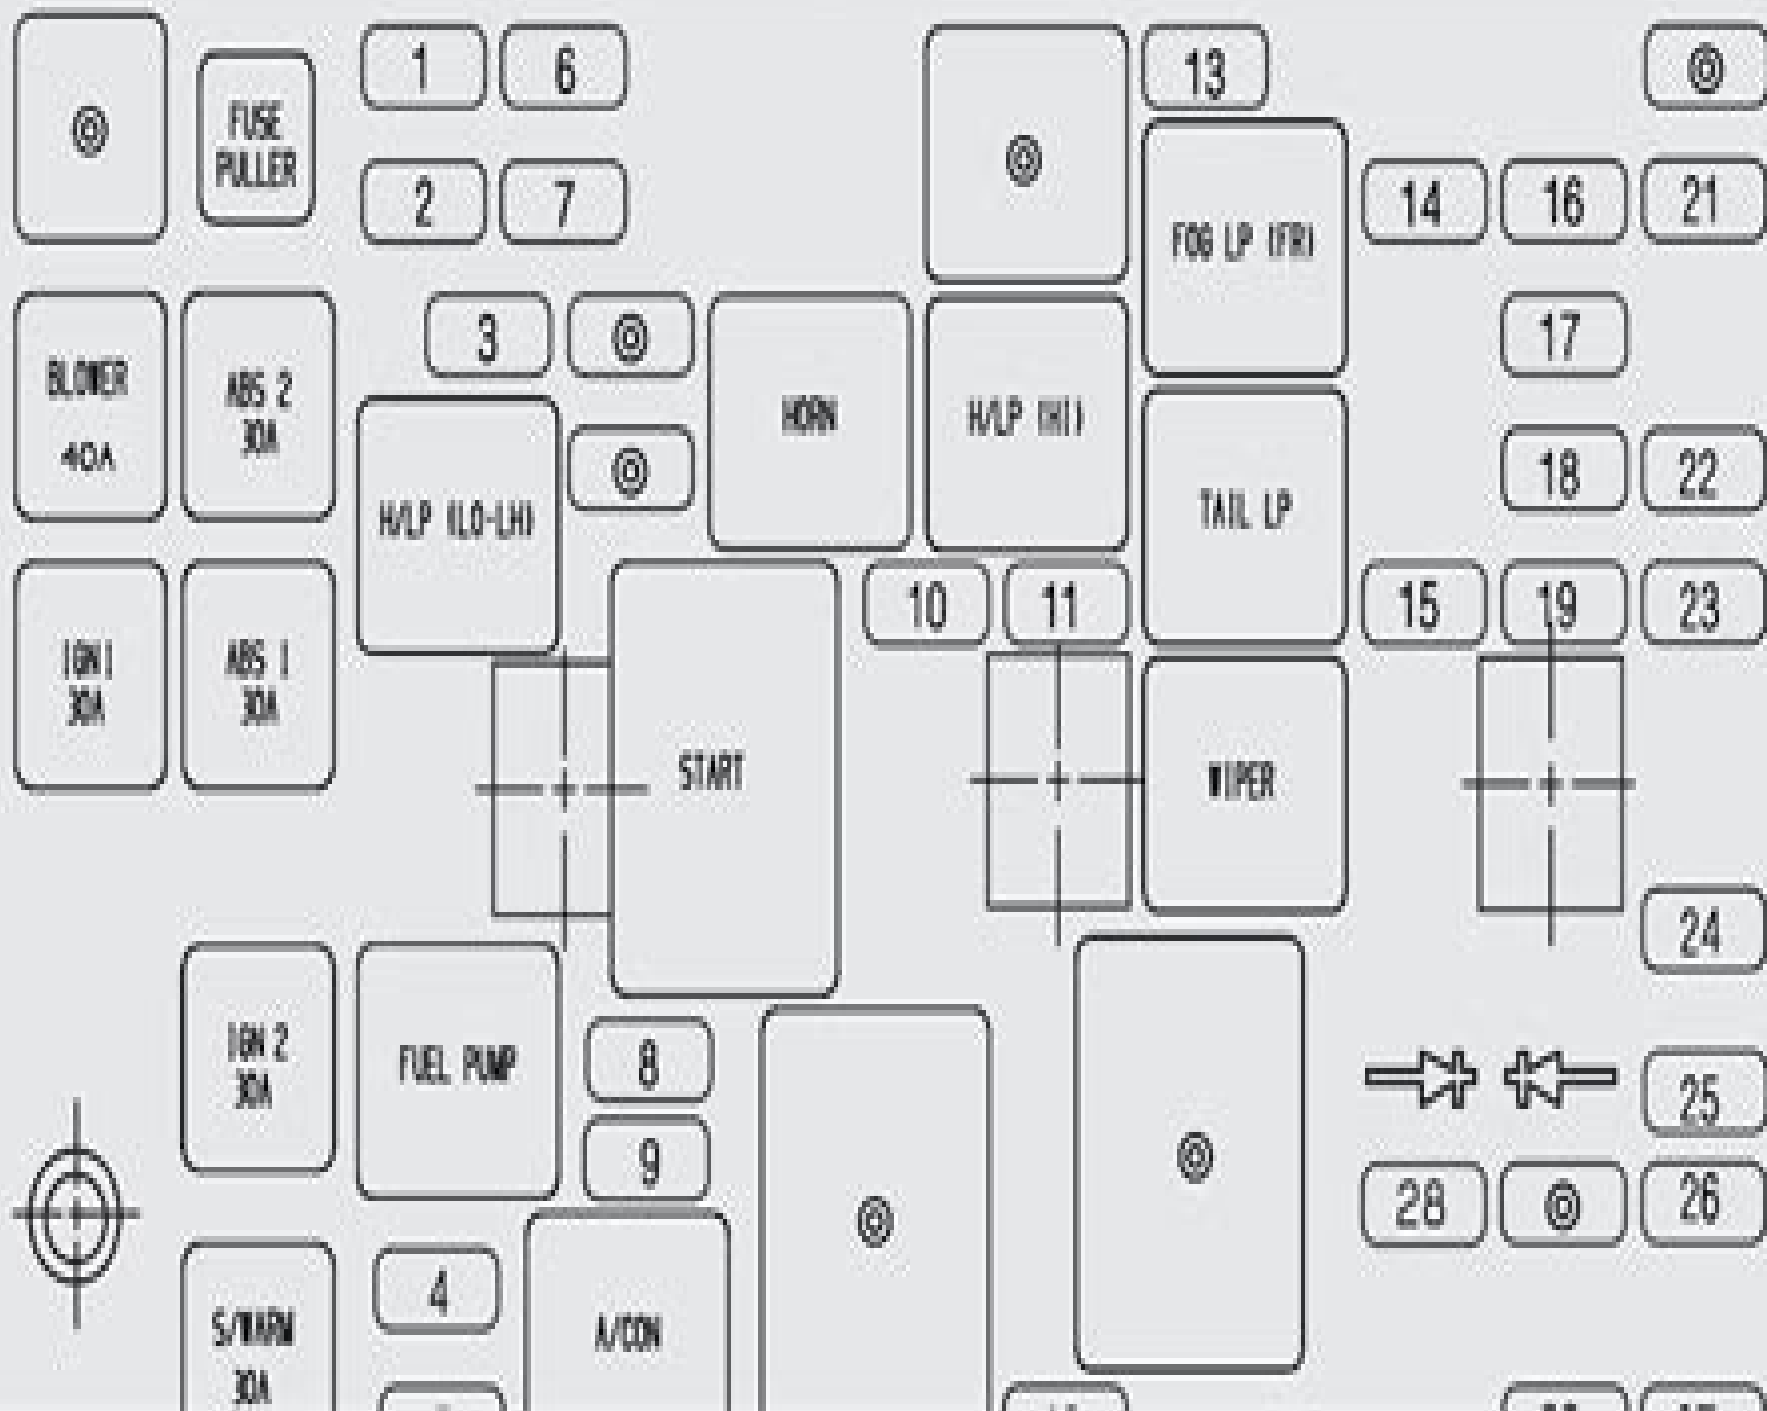 1
6
13
FUSE
PULLER
2
7
FOG LP (FR)
14
16
21
3
17
BLOWER
40A
ABS 2
30A
HORN
H/LP (HI)
18
22
H/LP (LO-LH)
TAIL LP
10
11
15
19
23
IGN 1
30A
ABS 1
30A
START
WIPER
24
IGN 2
30A
FUEL PUMP
8
25
9
28
26
4
S/WARM
30A
A/CON